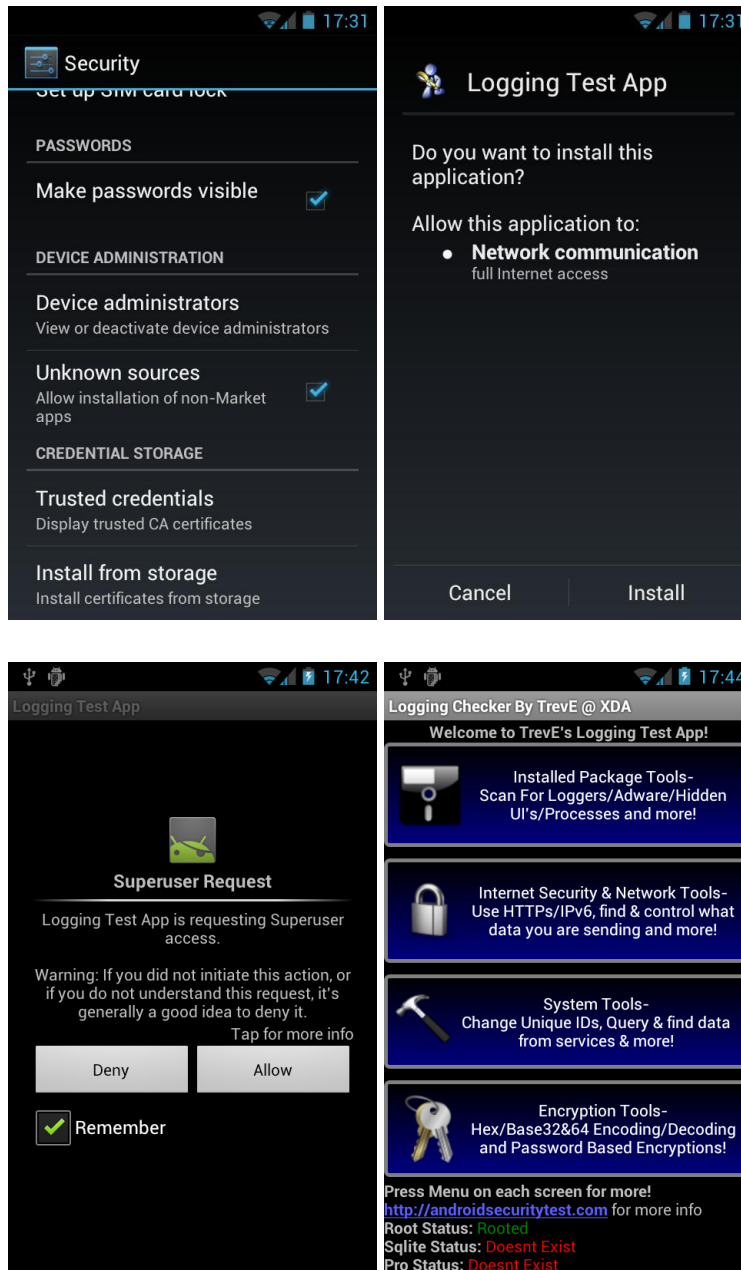 17:31
Security
Set up SIM card lock
PASSWORDS
Make passwords visible
DEVICE ADMINISTRATION
Device administrators
View or deactivate device administrators
Unknown sources
Allow installation of non-Market
apps
CREDENTIAL STORAGE
Trusted credentials
Display trusted CA certificates
Install from storage
Install certificates from storage
17:31
Logging Test App
Do you want to install this
application?
Allow this application to:
● Network communication
full Internet access
Cancel
Install
17:42
Logging Test App
Superuser Request
Logging Test App is requesting Superuser
access.
Warning: If you did not initiate this action, or
if you do not understand this request, it's
generally a good idea to deny it.
Tap for more info
Deny
Allow
Remember
17:44
Logging Checker By TrevE @ XDA
Welcome to TrevE's Logging Test App!
Installed Package Tools-
Scan For Loggers/Adware/Hidden
UI's/Processes and more!
Internet Security & Network Tools-
Use HTTPs/IPv6, find & control what
data you are sending and more!
System Tools-
Change Unique IDs, Query & find data
from services & more!
Encryption Tools-
Hex/Base32&64 Encoding/Decoding
and Password Based Encryptions!
Press Menu on each screen for more!
http://androidsecuritytest.com for more info
Root Status: Rooted
Sqlite Status: Doesnt Exist
Pro Status: Doesnt Exist